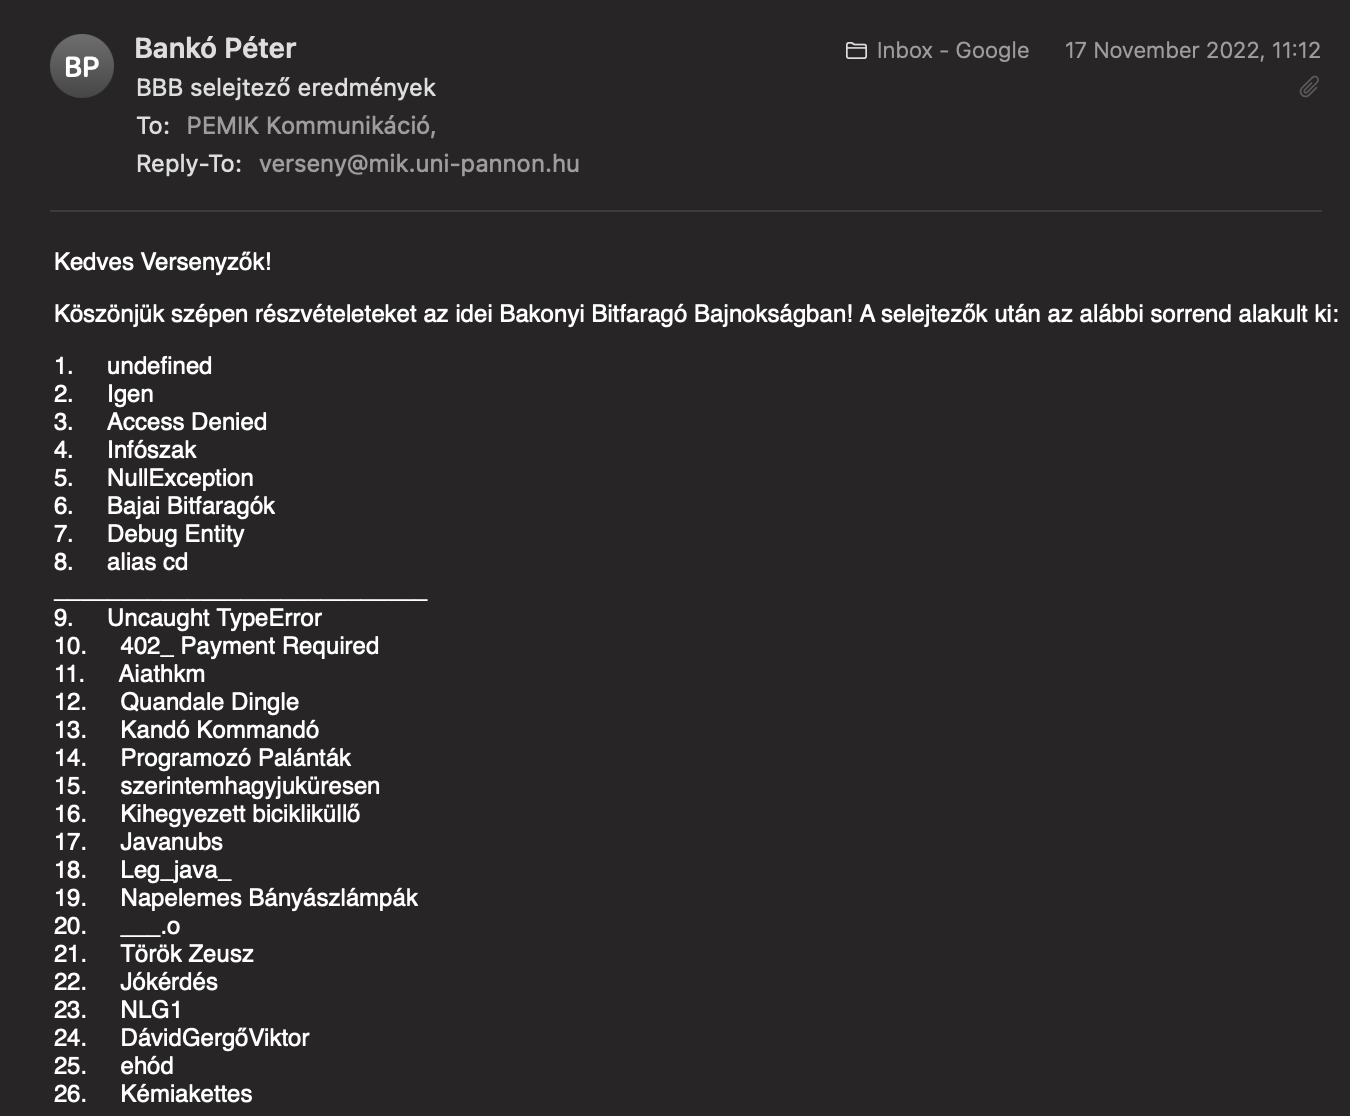 BP
Bankó Péter
Inbox - Google 17 November 2022, 11:12
BBB selejtező eredmények
To: PEMIK Kommunikáció,
Reply-To: verseny@mik.uni-pannon.hu
Kedves Versenyzők!
Köszönjük szépen részvételeteket az idei Bakonyi Bitfaragó Bajnokságban! A selejtezők után az alábbi sorrend alakult ki:
1. undefined
2. Igen
3. Access Denied
4. Infószak
5. NullException
6. Bajai Bitfaragók
7. Debug Entity
8. alias cd
____________________________
9. Uncaught TypeError
10. 402_ Payment Required
11. Aiathkm
12. Quandale Dingle
13. Kandó Kommandó
14. Programozó Palánták
15. szerintemhagyjuküresen
16. Kihegyezett bicikliküllő
17. Javanubs
18. Leg_java_
19. Napelemes Bányászlámpák
20. ___.o
21. Török Zeusz
22. Jókérdés
23. NLG1
24. DávidGergőViktor
25. ehód
26. Kémiakettes